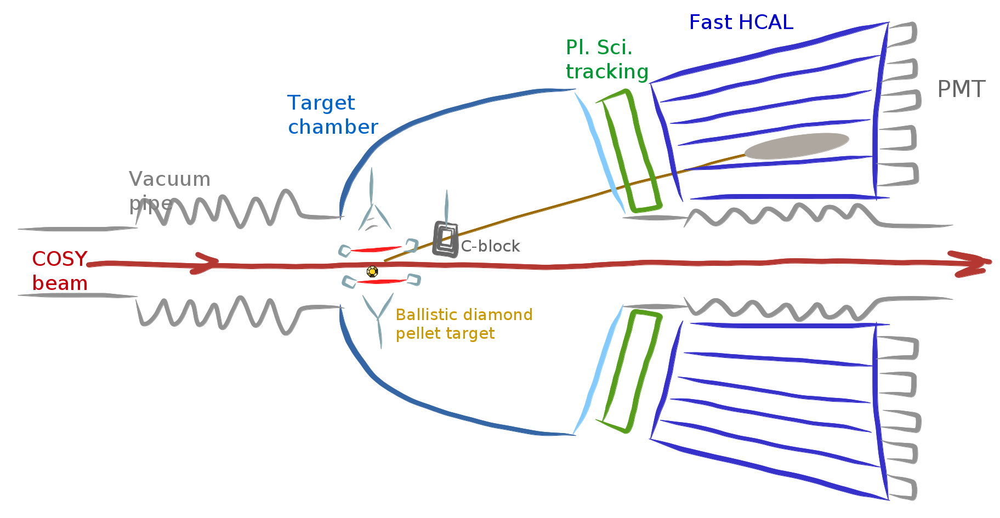 Fast HCAL
Pl. Sci.
tracking
PMT
Target
chamber
Vacuum
pipe
C-block
COSY
beam
Ballistic diamond
pellet target